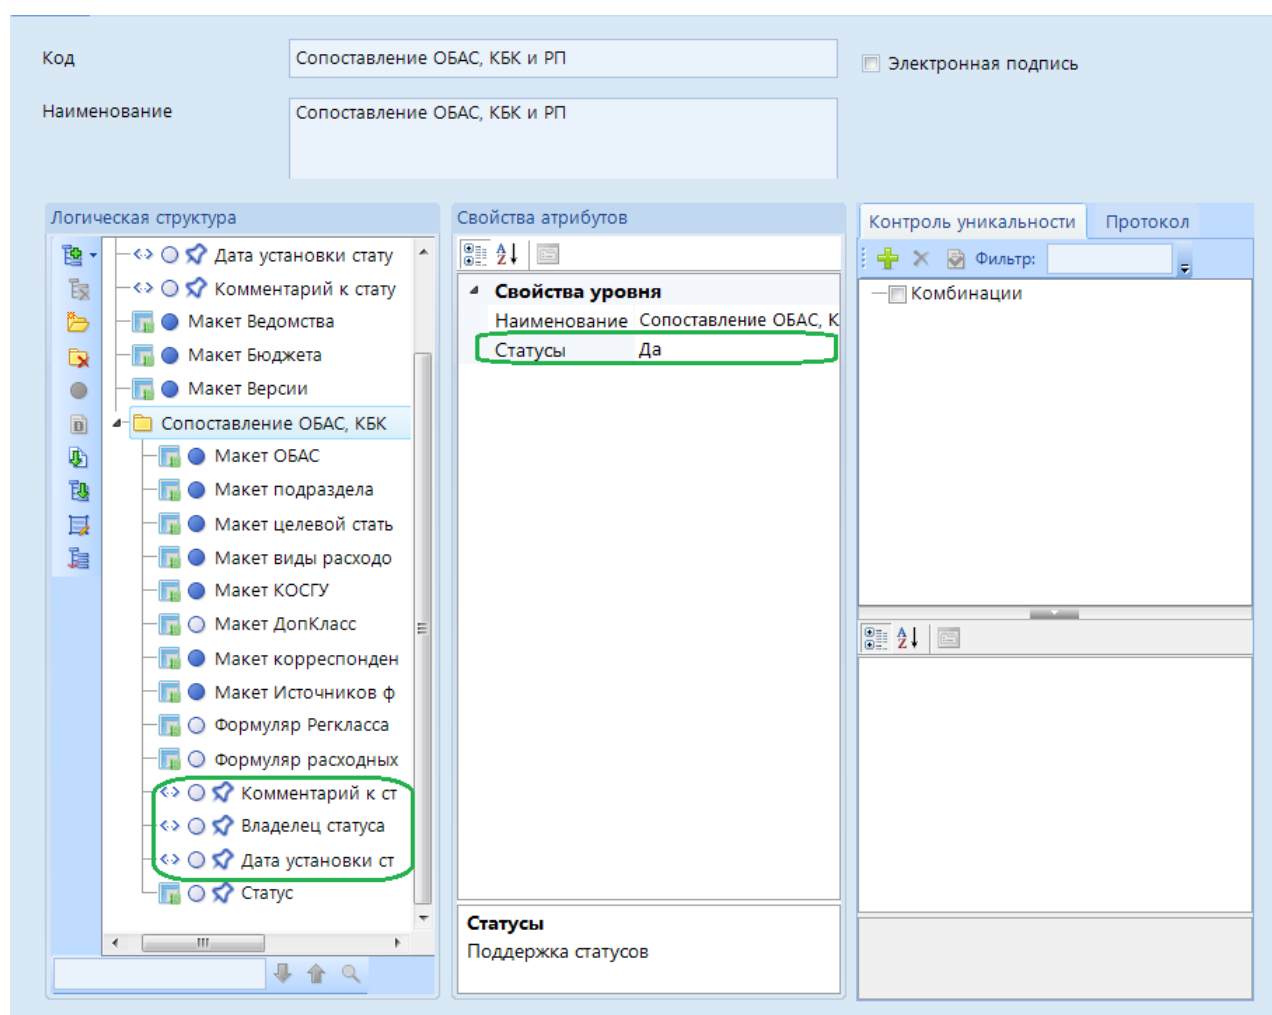 Код
Сопоставление ОБАС, КБК и РП
Электронная подпись
Наименование
Сопоставление ОБАС, КБК и РП
Логическая структура
Дата установки стату
Комментарий к стату
Макет Ведомства
Макет Бюджета
Макет Версии
Сопоставление ОБАС, КБК
Макет ОБАС
Макет подраздела
Макет целевой стать
Макет виды расходо
Макет КОСГУ
Макет ДопКласс
Макет корреспонден
Макет Источников ф
Формуляр Регкласса
Формуляр расходных
Комментарий к ст
Владелец статуса
Дата установки ст
Статус
Свойства атрибутов
Свойства уровня
Наименование Сопоставление ОБАС, К
Статусы Да
Статусы
Поддержка статусов
Контроль уникальности Протокол
Фильтр:
Комбинации